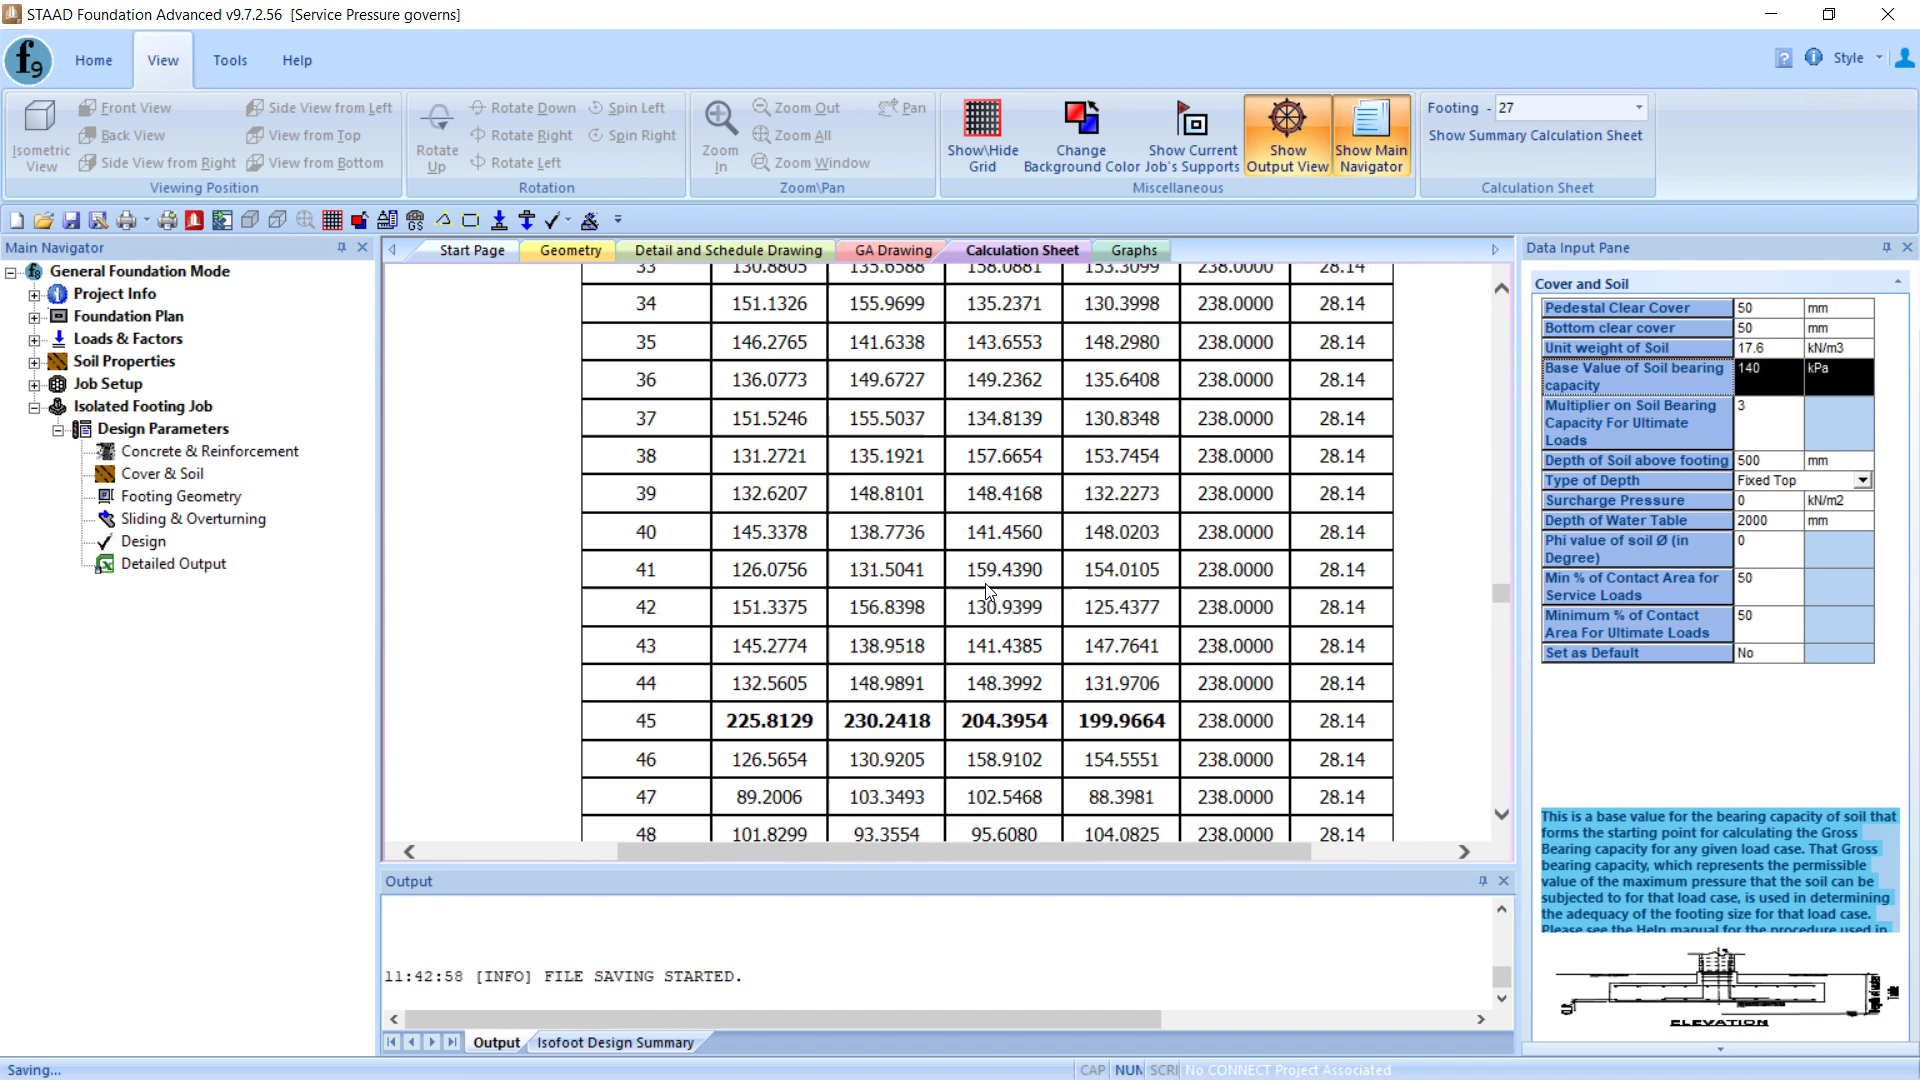 STAAD Foundation Advanced v9.7.2.56 [Service Pressure governs]
Home View Tools Help Style
Isometric View
Front View
Back View
Side View from Right
Side View from Left
View from Top
View from Bottom
Viewing Position
Rotate Up
Rotate Down
Rotate Right
Rotate Left
Spin Left
Spin Right
Rotation
Zoom In
Zoom Out
Zoom All
Zoom Window
Pan
Zoom\Pan
Show\Hide Grid
Change Background Color
Show Current Job's Supports
Show Output View
Show Main Navigator
Miscellaneous
Footing - 27
Show Summary Calculation Sheet
Calculation Sheet
Main Navigator
General Foundation Mode
Project Info
Foundation Plan
Loads & Factors
Soil Properties
Job Setup
Isolated Footing Job
Design Parameters
Concrete & Reinforcement
Cover & Soil
Footing Geometry
Sliding & Overturning
Design
Detailed Output
Start Page Geometry Detail and Schedule Drawing GA Drawing Calculation Sheet Graphs
33 130.8805 135.6588 158.0881 153.3099 238.0000 28.14
34 151.1326 155.9699 135.2371 130.3998 238.0000 28.14
35 146.2765 141.6338 143.6553 148.2980 238.0000 28.14
36 136.0773 149.6727 149.2362 135.6408 238.0000 28.14
37 151.5246 155.5037 134.8139 130.8348 238.0000 28.14
38 131.2721 135.1921 157.6654 153.7454 238.0000 28.14
39 132.6207 148.8101 148.4168 132.2273 238.0000 28.14
40 145.3378 138.7736 141.4560 148.0203 238.0000 28.14
41 126.0756 131.5041 159.4390 154.0105 238.0000 28.14
42 151.3375 156.8398 130.9399 125.4377 238.0000 28.14
43 145.2774 138.9518 141.4385 147.7641 238.0000 28.14
44 132.5605 148.9891 148.3992 131.9706 238.0000 28.14
45 225.8129 230.2418 204.3954 199.9664 238.0000 28.14
46 126.5654 130.9205 158.9102 154.5551 238.0000 28.14
47 89.2006 103.3493 102.5468 88.3981 238.0000 28.14
48 101.8299 93.3554 95.6080 104.0825 238.0000 28.14
Output
11:42:58 [INFO] FILE SAVING STARTED.
Output Isofoot Design Summary
Data Input Pane
Cover and Soil
Pedestal Clear Cover 50 mm
Bottom clear cover 50 mm
Unit weight of Soil 17.6 kN/m3
Base Value of Soil bearing capacity 140 kPa
Multiplier on Soil Bearing Capacity For Ultimate Loads 3
Depth of Soil above footing 500 mm
Type of Depth Fixed Top
Surcharge Pressure 0 kN/m2
Depth of Water Table 2000 mm
Phi value of soil Ø (in Degree) 0
Min % of Contact Area for Service Loads 50
Minimum % of Contact Area For Ultimate Loads 50
Set as Default No
This is a base value for the bearing capacity of soil that
forms the starting point for calculating the Gross
Bearing capacity for any given load case. That Gross
bearing capacity, which represents the permissible
value of the maximum pressure that the soil can be
subjected to for that load case, is used in determining
the adequacy of the footing size for that load case.
Please see the Help manual for the procedure used in
ELEVATION
Saving...
CAP NUM SCRI No CONNECT Project Associated